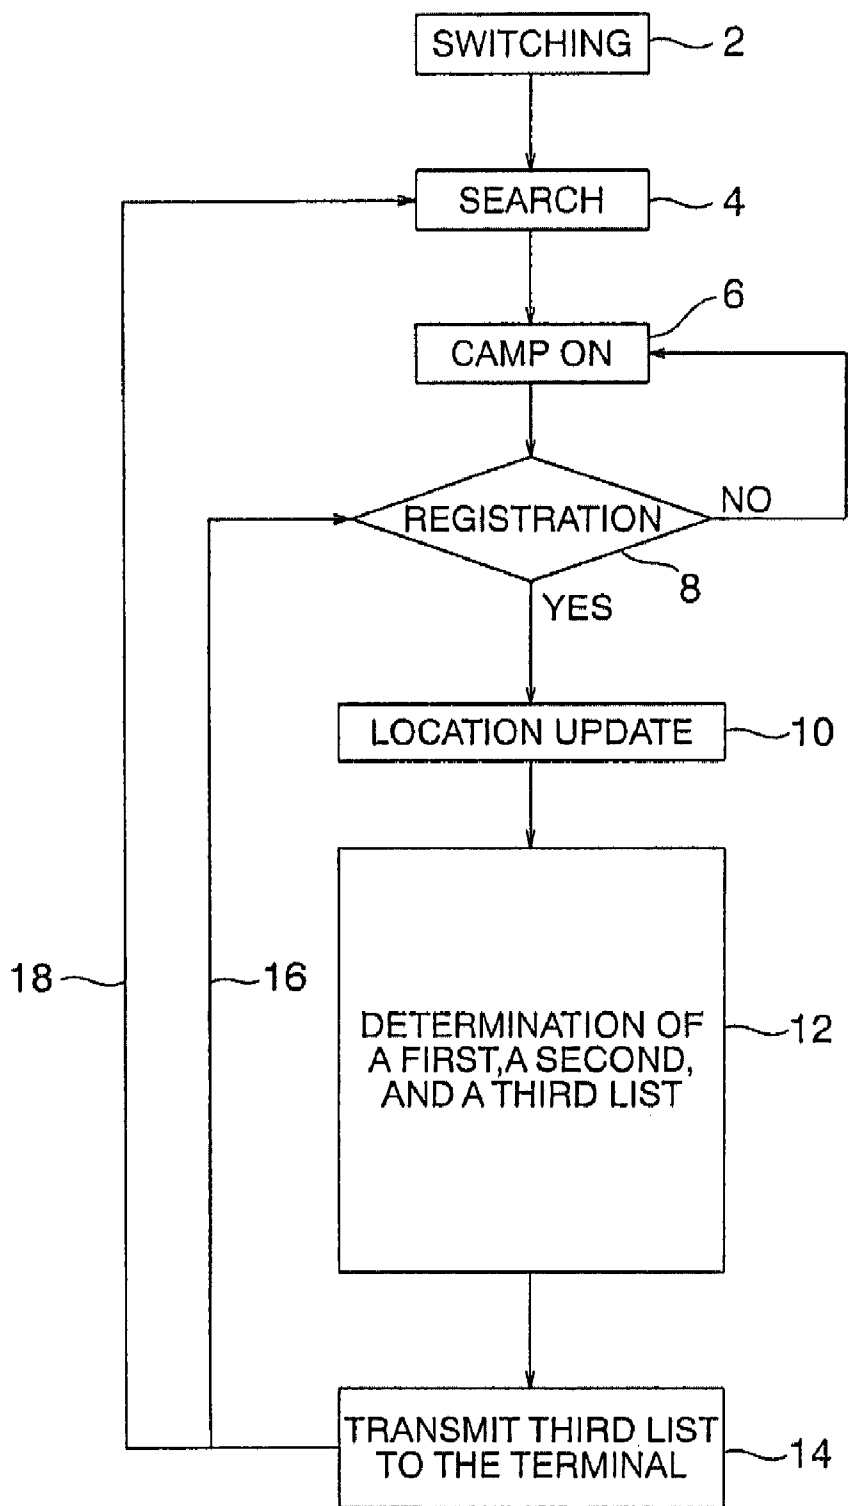 SWITCHING 2
SEARCH 4
6
CAMP ON
NO
REGISTRATION
8
YES
LOCATION UPDATE 10
18 16
DETERMINATION OF
A FIRST,A SECOND,
AND A THIRD LIST
12
TRANSMIT THIRD LIST
TO THE TERMINAL
14